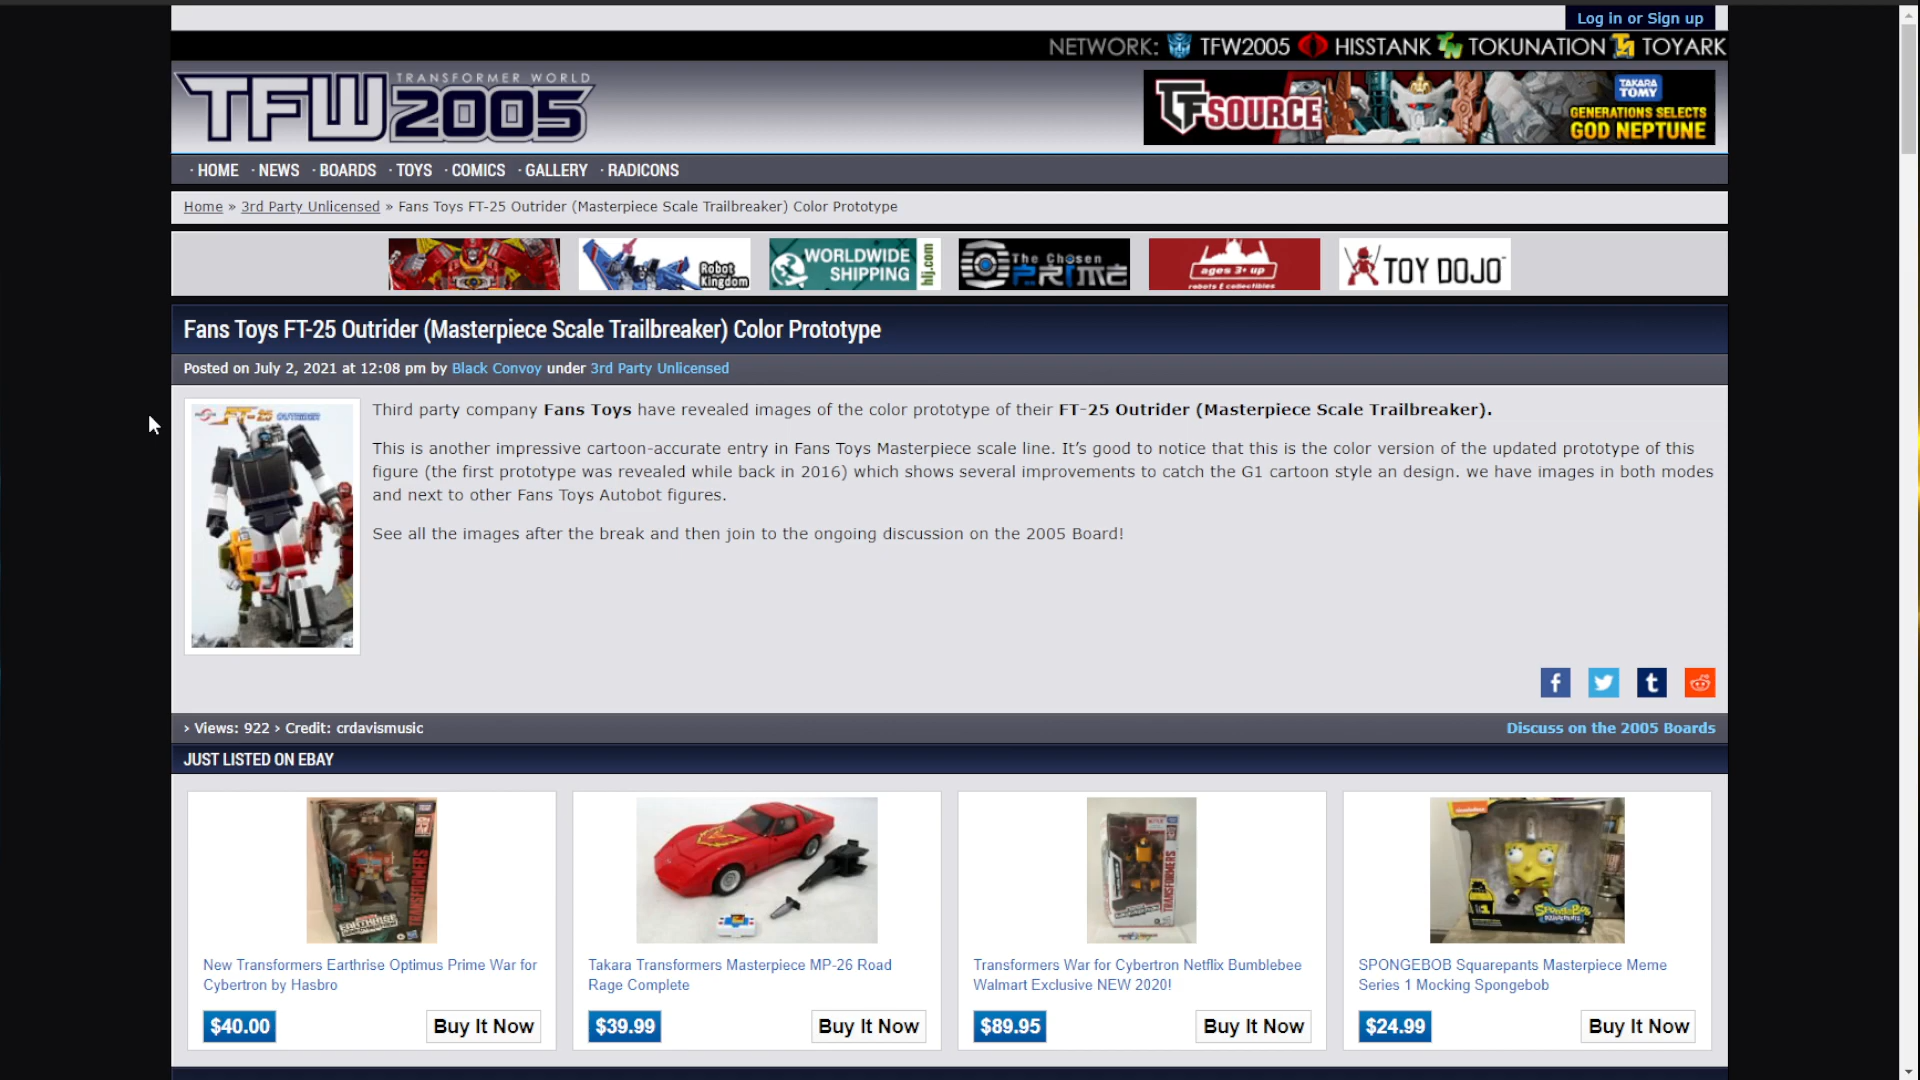 Log in or Sign up
NETWORK: TFW2005 HISSTANK TOKUNATION TOYARK
TRANSFORMER WORLD
TFW2005
TFSOURCE
TAKARA TOMY
GENERATIONS SELECTS
GOD NEPTUNE
· HOME · NEWS · BOARDS · TOYS · COMICS · GALLERY · RADICONS
Home » 3rd Party Unlicensed » Fans Toys FT-25 Outrider (Masterpiece Scale Trailbreaker) Color Prototype
Robot Kingdom
WORLDWIDE SHIPPING hlj.com
The Chosen PRIME
ages 3+ up
robots & collectibles
TOY DOJO
Fans Toys FT-25 Outrider (Masterpiece Scale Trailbreaker) Color Prototype
Posted on July 2, 2021 at 12:08 pm by Black Convoy under 3rd Party Unlicensed
FT-25 OUTRIDER
Third party company Fans Toys have revealed images of the color prototype of their FT-25 Outrider (Masterpiece Scale Trailbreaker).
This is another impressive cartoon-accurate entry in Fans Toys Masterpiece scale line. It's good to notice that this is the color version of the updated prototype of this
figure (the first prototype was revealed while back in 2016) which shows several improvements to catch the G1 cartoon style an design. we have images in both modes
and next to other Fans Toys Autobot figures.
See all the images after the break and then join to the ongoing discussion on the 2005 Board!
› Views: 922 › Credit: crdavismusic
Discuss on the 2005 Boards
JUST LISTED ON EBAY
New Transformers Earthrise Optimus Prime War for
Cybertron by Hasbro
$40.00 Buy It Now
Takara Transformers Masterpiece MP-26 Road
Rage Complete
$39.99 Buy It Now
Transformers War for Cybertron Netflix Bumblebee
Walmart Exclusive NEW 2020!
$89.95 Buy It Now
SPONGEBOB Squarepants Masterpiece Meme
Series 1 Mocking Spongebob
$24.99 Buy It Now